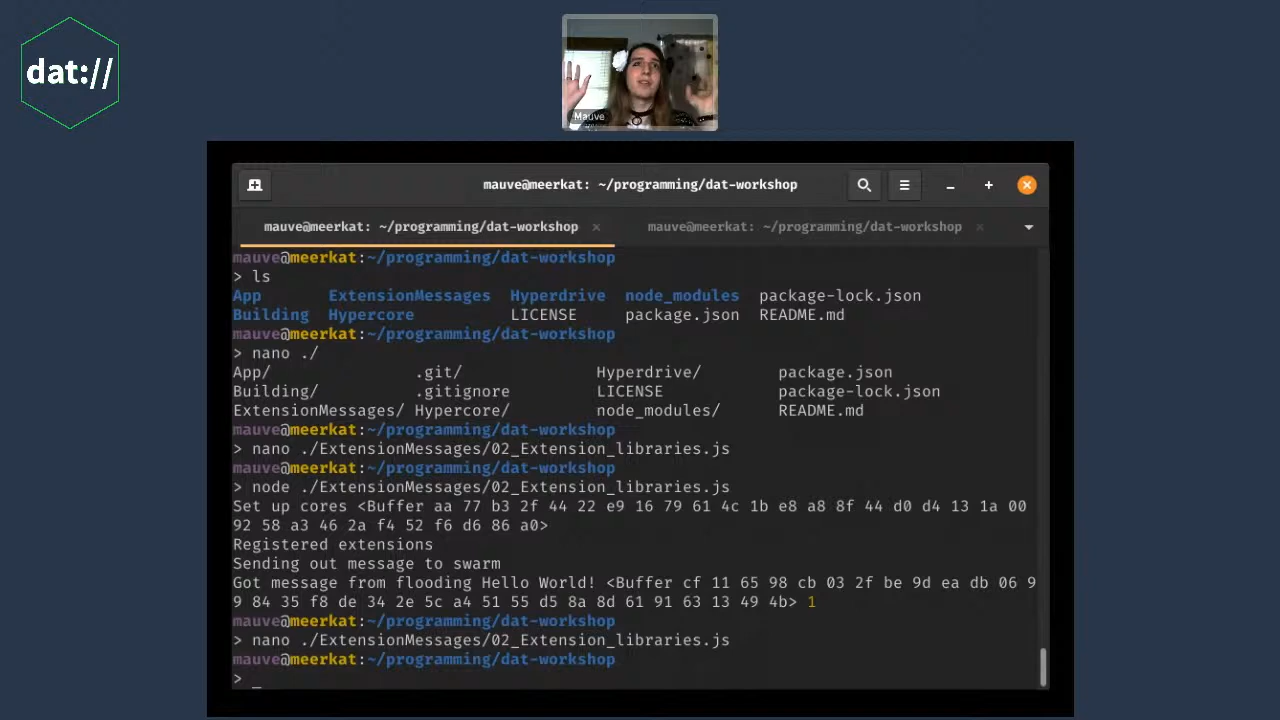 dat://
Mauve
mauve@meerkat: ~/programming/dat-workshop
mauve@meerkat: ~/programming/dat-workshop × mauve@meerkat: ~/programming/dat-workshop ×
mauve@meerkat:~/programming/dat-workshop
> ls
App ExtensionMessages Hyperdrive node_modules package-lock.json
Building Hypercore LICENSE package.json README.md
mauve@meerkat:~/programming/dat-workshop
> nano ./
App/ .git/ Hyperdrive/ package.json
Building/ .gitignore LICENSE package-lock.json
ExtensionMessages/ Hypercore/ node_modules/ README.md
mauve@meerkat:~/programming/dat-workshop
> nano ./ExtensionMessages/02_Extension_libraries.js
mauve@meerkat:~/programming/dat-workshop
> node ./ExtensionMessages/02_Extension_libraries.js
Set up cores <Buffer aa 77 b3 2f 44 22 e9 16 79 61 4c 1b e8 a8 8f 44 d0 d4 13 1a 00
92 58 a3 46 2a f4 52 f6 d6 86 a0>
Registered extensions
Sending out message to swarm
Got message from flooding Hello World! <Buffer cf 11 65 98 cb 03 2f be 9d ea db 06 9
9 84 35 f8 de 34 2e 5c a4 51 55 d5 8a 8d 61 91 63 13 49 4b> 1
mauve@meerkat:~/programming/dat-workshop
> nano ./ExtensionMessages/02_Extension_libraries.js
mauve@meerkat:~/programming/dat-workshop
> _